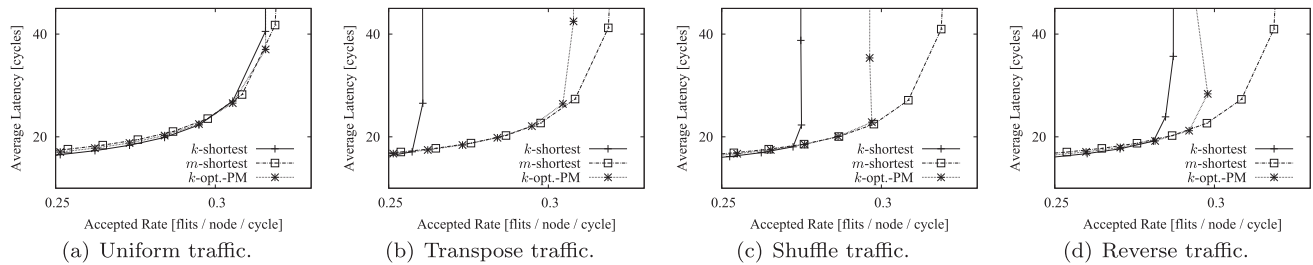 Average Latency [cycles]
40
20
k-shortest
m-shortest
k-opt.-PM
0.25
0.3
Accepted Rate [flits / node / cycle]
(a) Uniform traffic.
Average Latency [cycles]
40
20
k-shortest
m-shortest
k-opt.-PM
0.25
0.3
Accepted Rate [flits / node / cycle]
(b) Transpose traffic.
Average Latency [cycles]
40
20
k-shortest
m-shortest
k-opt.-PM
0.25
0.3
Accepted Rate [flits / node / cycle]
(c) Shuffle traffic.
Average Latency [cycles]
40
20
k-shortest
m-shortest
k-opt.-PM
0.25
0.3
Accepted Rate [flits / node / cycle]
(d) Reverse traffic.